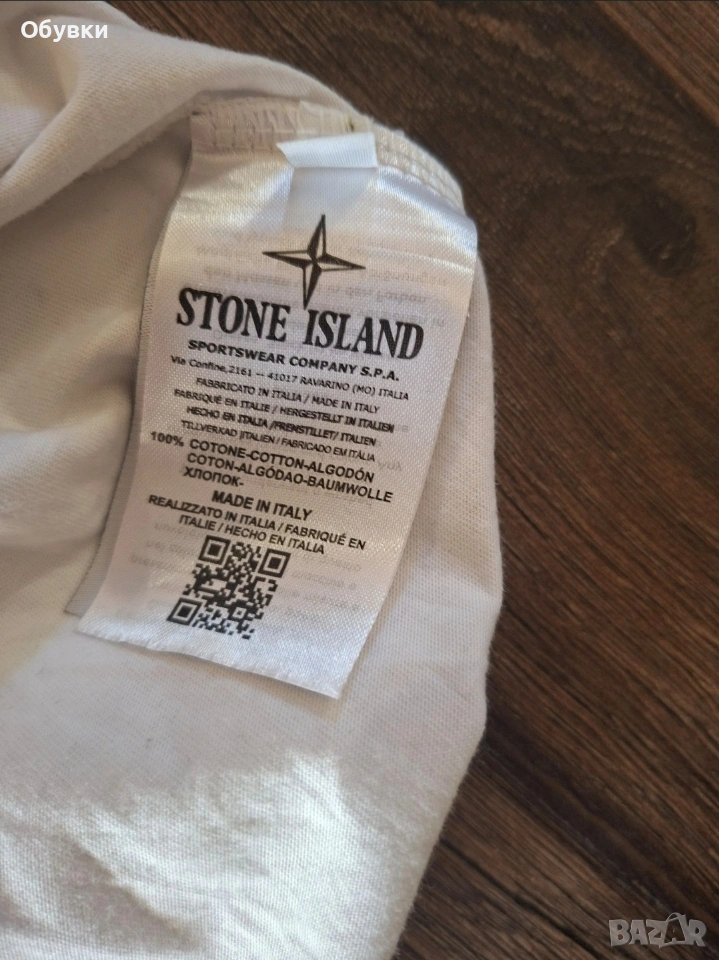 Обувки
STONE ISLAND
SPORTSWEAR COMPANY S.P.A.
Via Confine,2161 — 41017 RAVARINO (MO) ITALIA
FABBRICATO IN ITALIA / MADE IN ITALY
FABRIQUÉ EN ITALIE / HERGESTELLT IN ITALIEN
HECHO EN ITALIA /FRENSTILLET/ ITALIEN
TILLVERKAD |ITALIEN / FABRICADO EM ITÀLIA
100% COTONE-COTTON-ALGODÓN
COTON-ALGÓDAO-BAUMWOLLE
ХЛОПОК-
MADE IN ITALY
REALIZZATO IN ITALIA / FABRIQUÉ EN
ITALIE / HECHO EN ITALIA
BAZAR